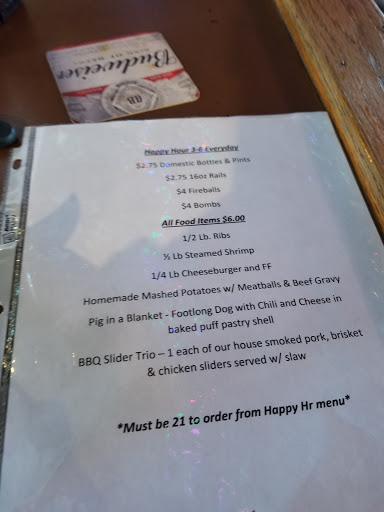 KING OF BEERS
Budweiser
Happy Hour 3-6 Everyday
$2.75 Domestic Bottles & Pints
$2.75 16oz Rails
$4 Fireballs
$4 Bombs
All Food Items $6.00
1/2 Lb. Ribs
½ Lb Steamed Shrimp
1/4 Lb Cheeseburger and FF
Homemade Mashed Potatoes w/ Meatballs & Beef Gravy
Pig in a Blanket - Footlong Dog with Chili and Cheese in
baked puff pastry shell
BBQ Slider Trio – 1 each of our house smoked pork, brisket
& chicken sliders served w/ slaw
*Must be 21 to order from Happy Hr menu*